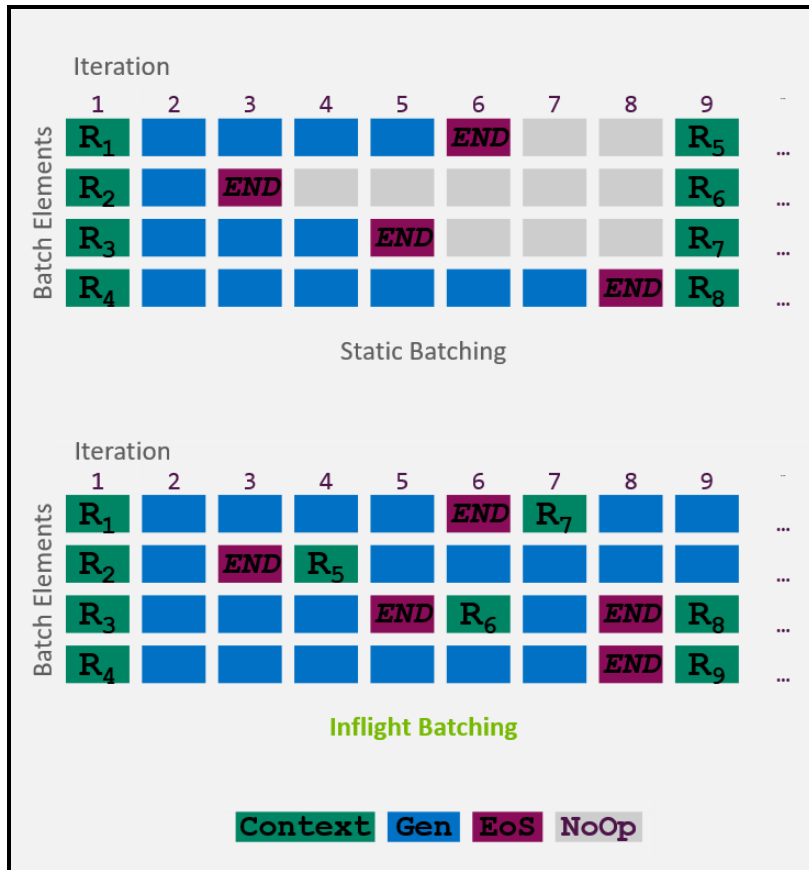 Iteration
1 2 3 4 5 6 7 8 9
Batch Elements
R1 END R5 ...
R2 END R6 ...
R3 END R7 ...
R4 END R8 ...
Static Batching
Iteration
1 2 3 4 5 6 7 8 9
Batch Elements
R1 END R7 ...
R2 END R5 ...
R3 END R6 END R8 ...
R4 END R9 ...
Inflight Batching
Context Gen EoS NoOp